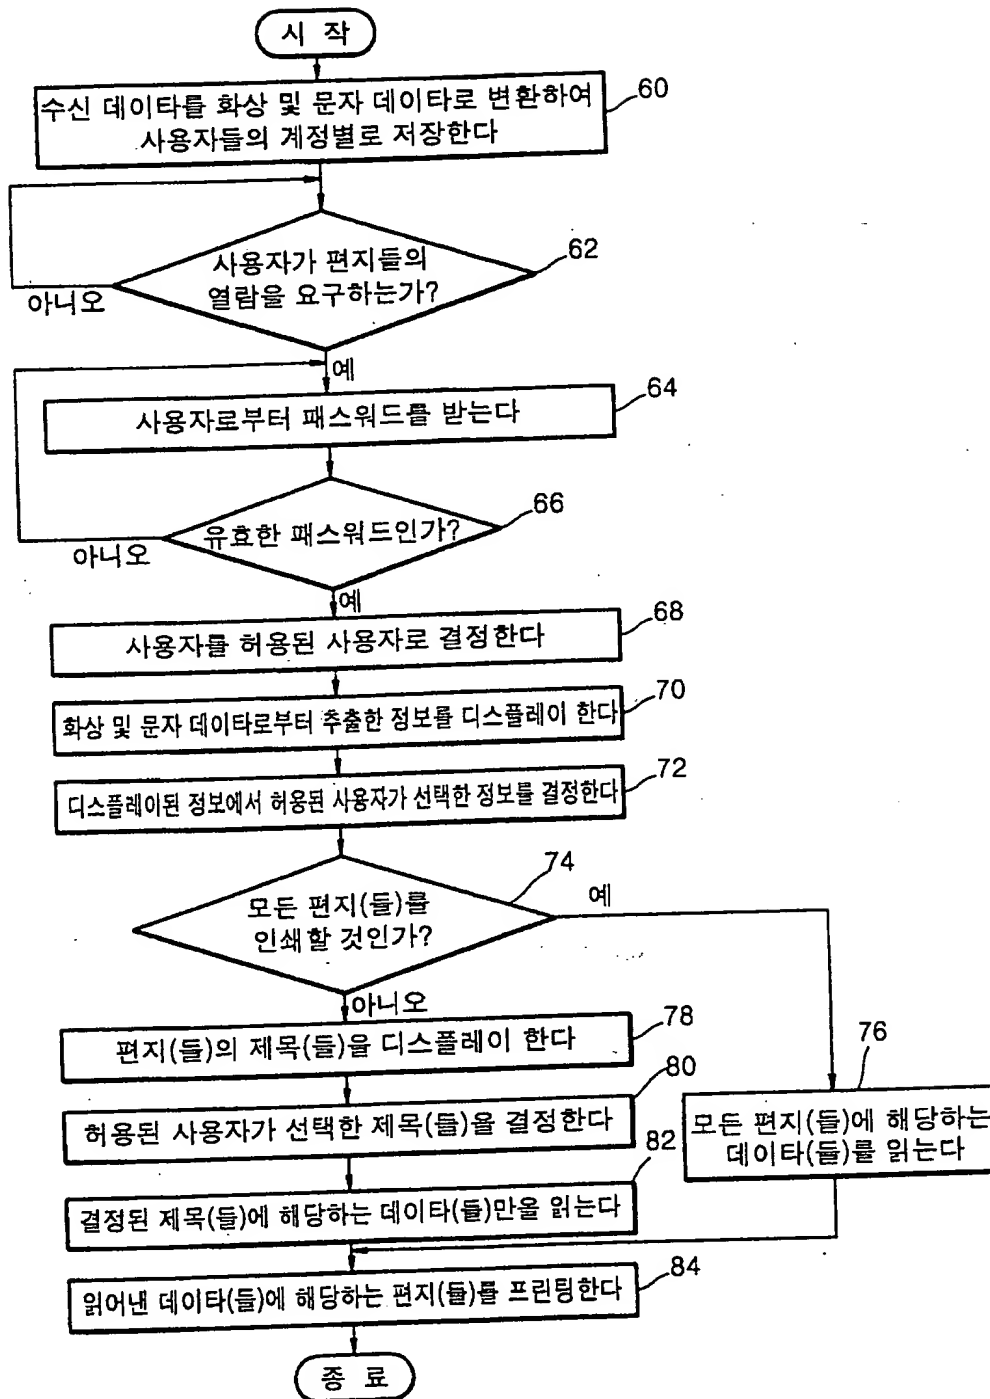 시 작
수신 데이타를 화상 및 문자 데이타로 변환하여
사용자들의 계정별로 저장한다
60
사용자가 편지들의
열람을 요구하는가?
62
아니오
예
사용자로부터 패스워드를 받는다
64
유효한 패스워드인가?
66
아니오
예
사용자를 허용된 사용자로 결정한다
68
화상 및 문자 데이타로부터 추출한 정보를 디스플레이 한다
70
디스플레이된 정보에서 허용된 사용자가 선택한 정보를 결정한다
72
모든 편지(들)를
인쇄할 것인가?
74
예
아니오
편지(들)의 제목(들)을 디스플레이 한다
78
76
모든 편지(들)에 해당하는
데이타(들)를 읽는다
허용된 사용자가 선택한 제목(들)을 결정한다
80
결정된 제목(들)에 해당하는 데이타(들)만을 읽는다
82
읽어낸 데이타(들)에 해당하는 편지(들)를 프린팅한다
84
종 료